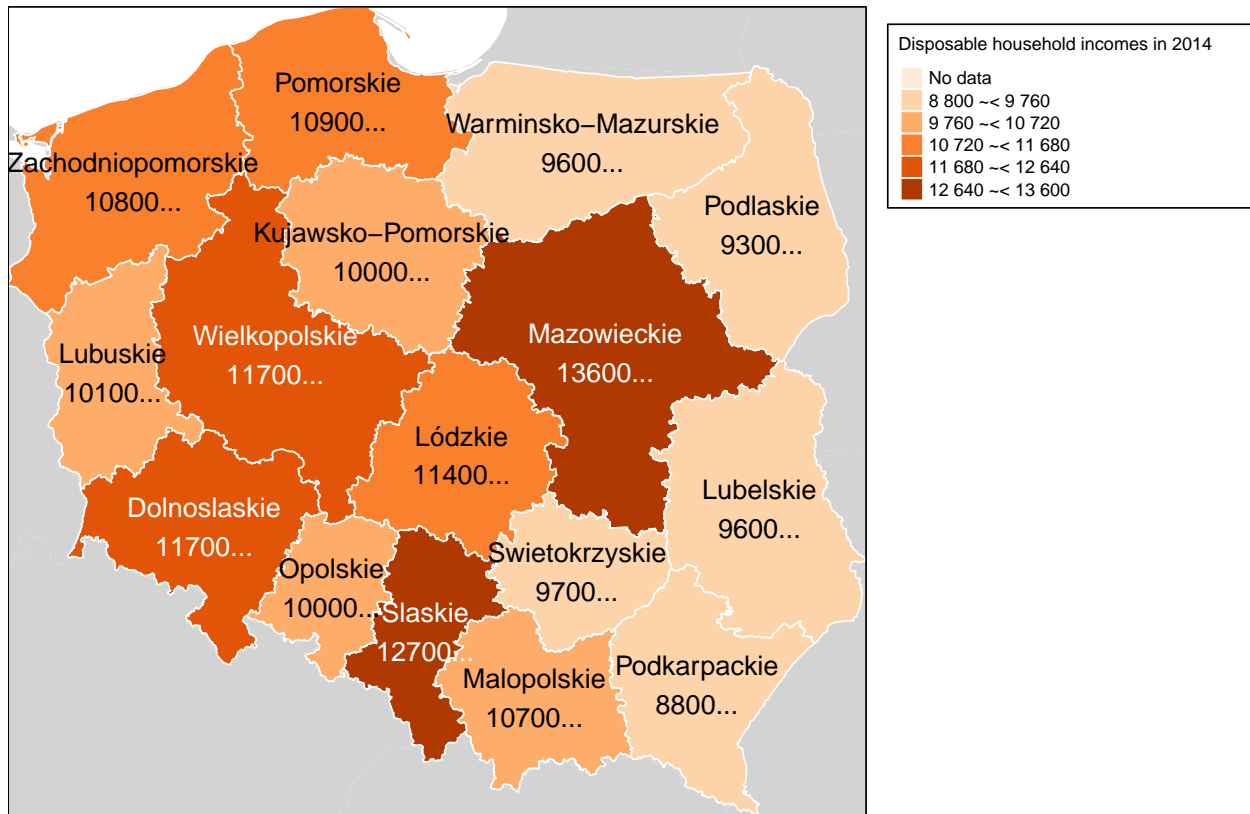 Pomorskie
10900...
Warminsko−Mazurskie
9600...
Zachodniopomorskie
10800...
Podlaskie
9300...
Kujawsko−Pomorskie
10000...
Wielkopolskie
11700...
Mazowieckie
13600...
Lubuskie
10100...
Lódzkie
11400...
Lubelskie
9600...
Dolnoslaskie
11700...
Opolskie
10000...
Swietokrzyskie
9700...
Slaskie
12700...
Malopolskie
10700...
Podkarpackie
8800...
Disposable household incomes in 2014
No data
8 800 ~< 9 760
9 760 ~< 10 720
10 720 ~< 11 680
11 680 ~< 12 640
12 640 ~< 13 600